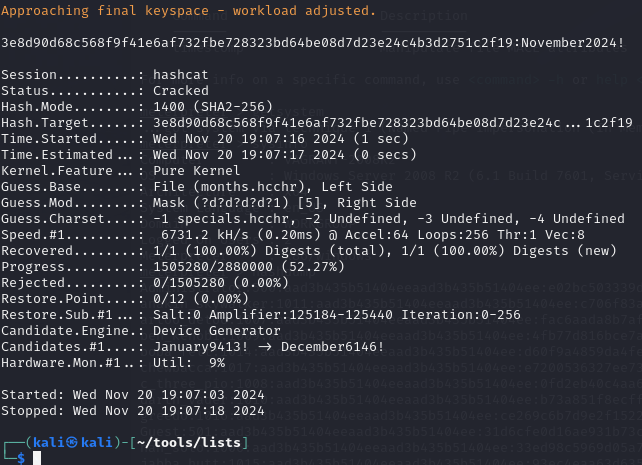 Approaching final keyspace - workload adjusted.
3e8d90d68c568f9f41e6af732fbe728323bd64be08d7d23e24c4b3d2751c2f19:November2024!
Session..........: hashcat
Status...........: Cracked
Hash.Mode........: 1400 (SHA2-256)
Hash.Target......: 3e8d90d68c568f9f41e6af732fbe728323bd64be08d7d23e24c...1c2f19
Time.Started.....: Wed Nov 20 19:07:16 2024 (1 sec)
Time.Estimated...: Wed Nov 20 19:07:17 2024 (0 secs)
Kernel.Feature...: Pure Kernel
Guess.Base.......: File (months.hcchr), Left Side
Guess.Mod........: Mask (?d?d?d?d?1) [5], Right Side
Guess.Charset....: -1 specials.hcchr, -2 Undefined, -3 Undefined, -4 Undefined
Speed.#1.........:  6731.2 kH/s (0.20ms) @ Accel:64 Loops:256 Thr:1 Vec:8
Recovered........: 1/1 (100.00%) Digests (total), 1/1 (100.00%) Digests (new)
Progress.........: 1505280/2880000 (52.27%)
Rejected.........: 0/1505280 (0.00%)
Restore.Point....: 0/12 (0.00%)
Restore.Sub.#1...: Salt:0 Amplifier:125184-125440 Iteration:0-256
Candidate.Engine.: Device Generator
Candidates.#1....: January9413! -> December6146!
Hardware.Mon.#1..: Util:  9%
Started: Wed Nov 20 19:07:03 2024
Stopped: Wed Nov 20 19:07:18 2024
┌──(kali㉿kali)-[~/tools/lists]
└─$